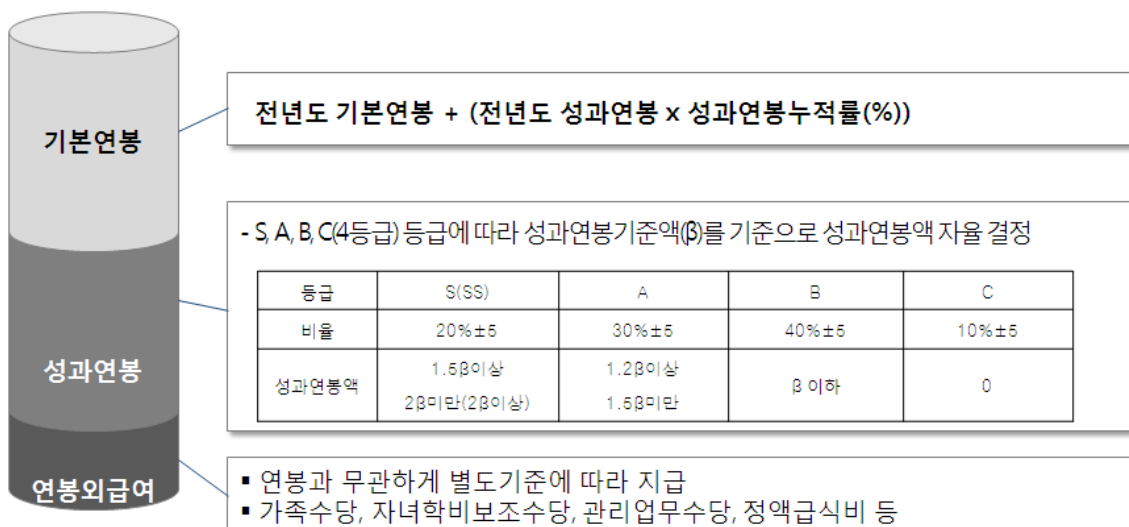 기본연봉
전년도 기본연봉 + (전년도 성과연봉 x 성과연봉누적률(%))
성과연봉
- S, A, B, C(4등급) 등급에 따라 성과연봉기준액(β)를 기준으로 성과연봉액 자율 결정
등급 S(SS) A B C
비율 20%±5 30%±5 40%±5 10%±5
성과연봉액 1.5β이상 2β미만(2β이상) 1.2β이상 1.5β미만 β 이하 0
연봉외급여
▪ 연봉과 무관하게 별도기준에 따라 지급
▪ 가족수당, 자녀학비보조수당, 관리업무수당, 정액급식비 등